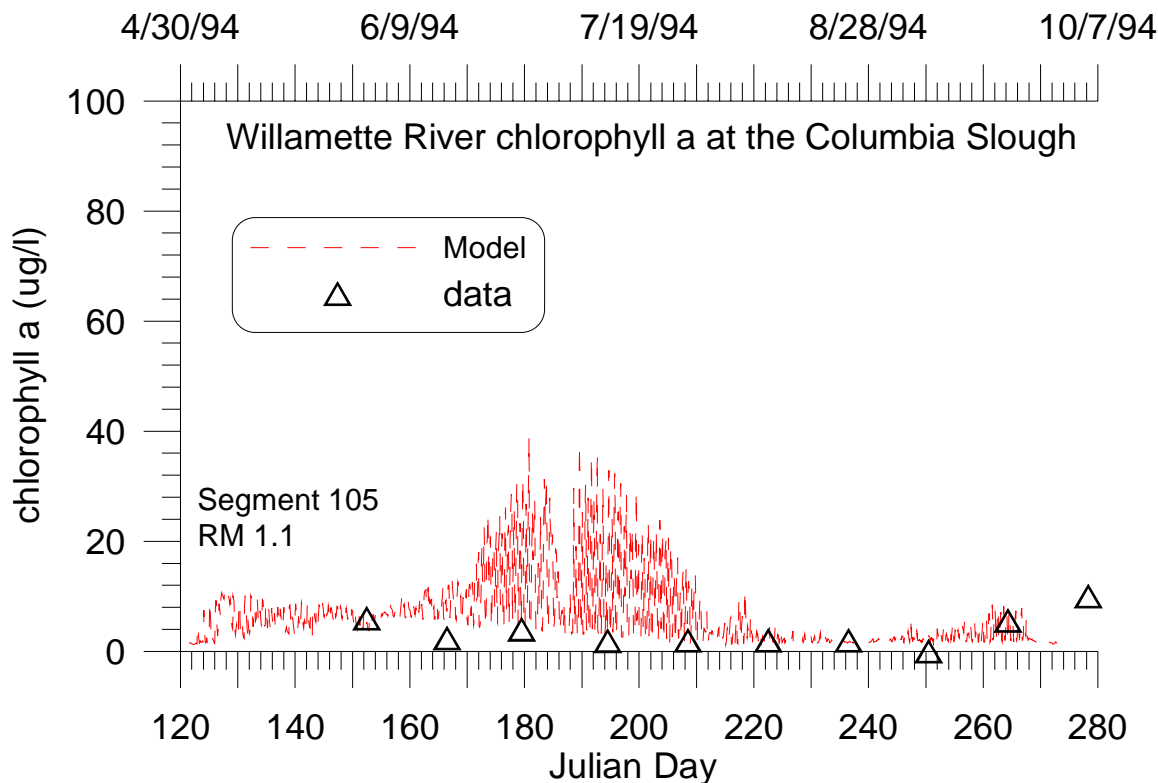 4/30/94 6/9/94 7/19/94 8/28/94 10/7/94
Willamette River chlorophyll a at the Columbia Slough
Model
data
Segment 105
RM 1.1
chlorophyll a (ug/l)
100
80
60
40
20
0
120 140 160 180 200 220 240 260 280
Julian Day